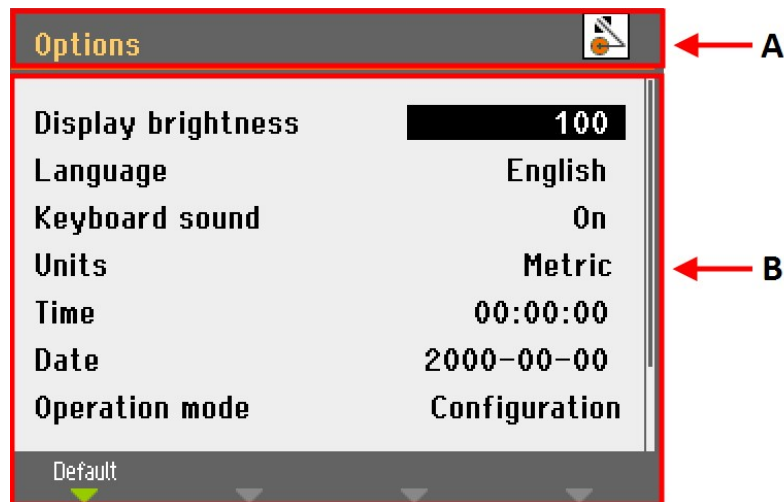 Options
A
Display brightness 100
Language English
Keyboard sound On
Units Metric
B
Time 00:00:00
Date 2000-00-00
Operation mode Configuration
Default